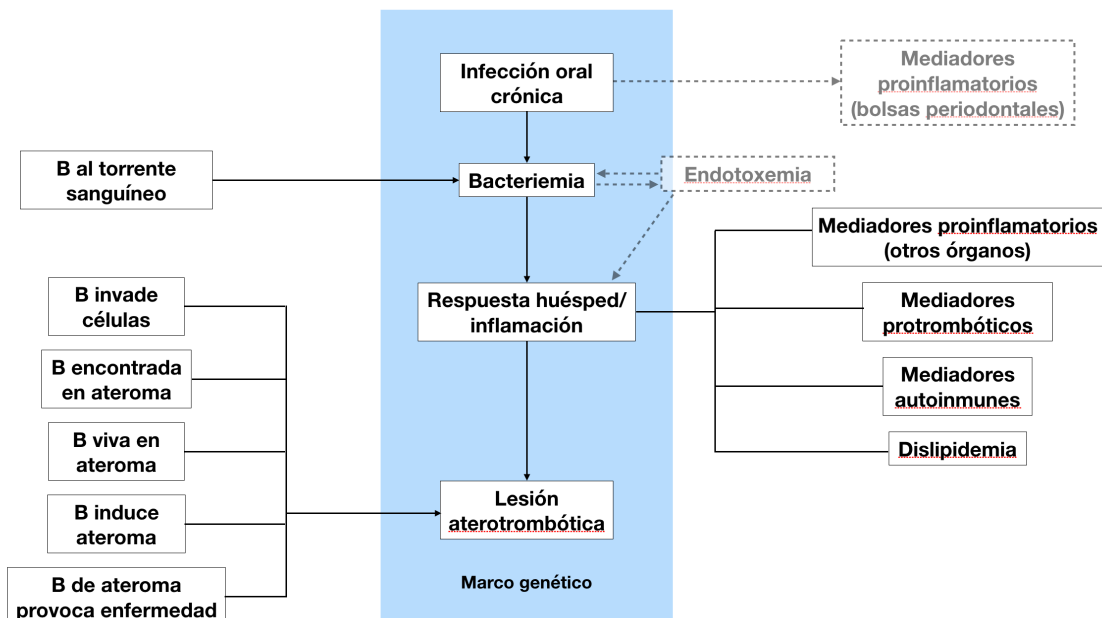 Infección oral
crónica
Mediadores
proinflamatorios
(bolsas periodontales)
B al torrente
sanguíneo
Bacteriemia
Endotoxemia
Mediadores proinflamatorios
(otros órganos)
B invade
células
Respuesta huésped/
inflamación
Mediadores
protrombóticos
B encontrada
en ateroma
Mediadores
autoinmunes
B viva en
ateroma
Dislipidemia
B induce
ateroma
Lesión
aterotrombótica
B de ateroma
provoca enfermedad
Marco genético